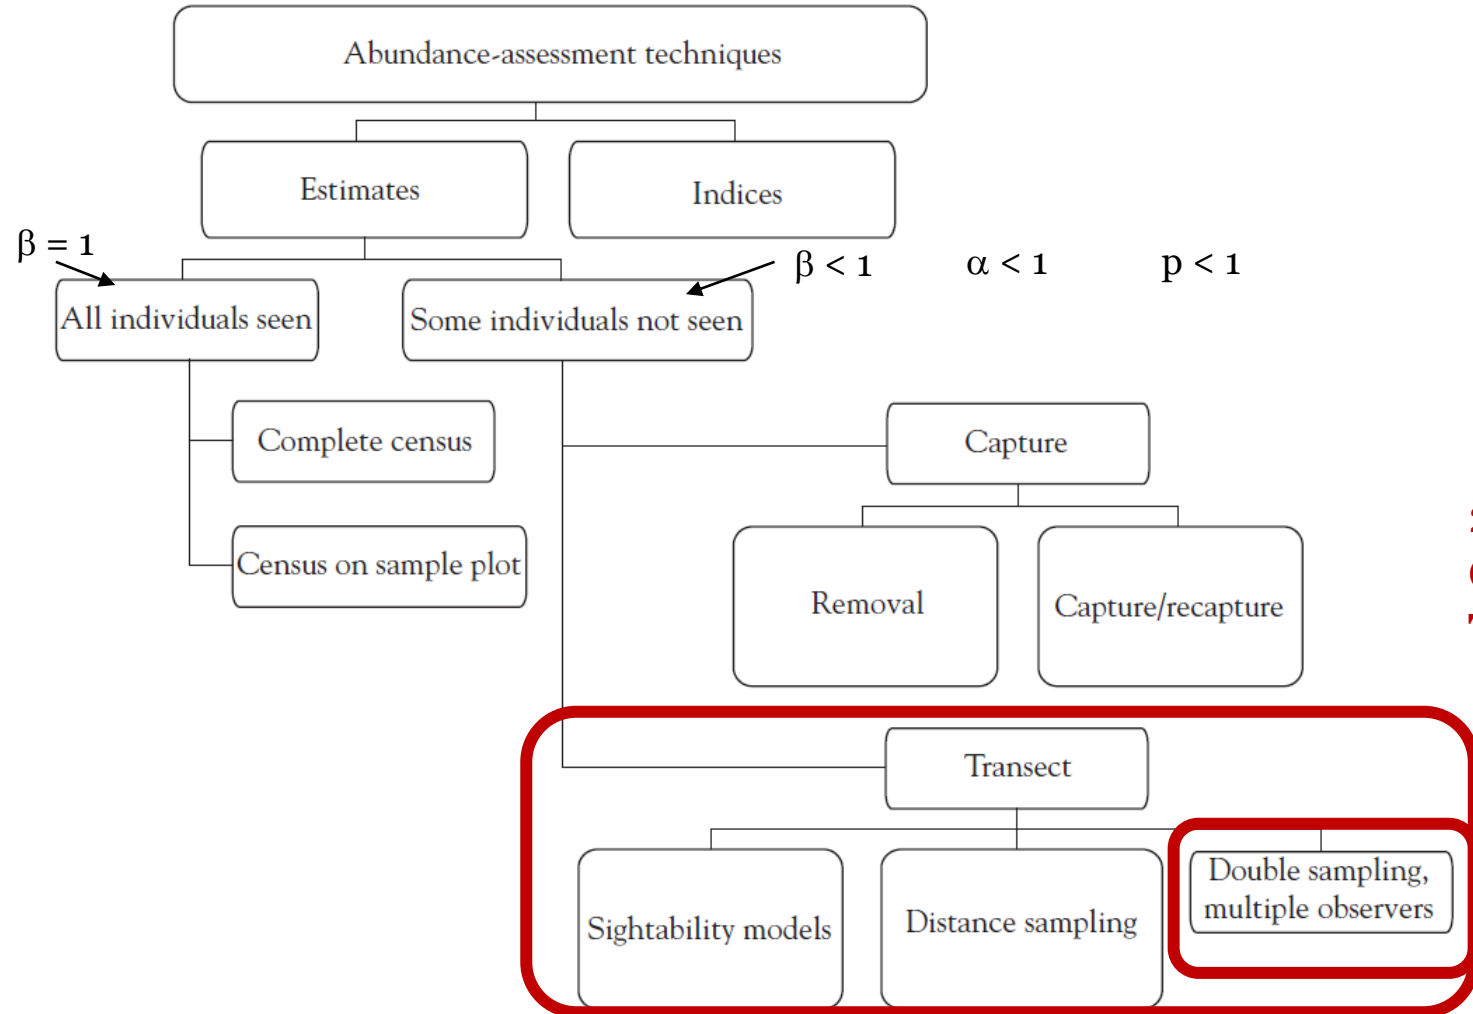 Abundance-assessment techniques
Estimates
Indices
β = 1
β < 1 α < 1 p < 1
All individuals seen
Some individuals not seen
Complete census
Capture
Census on sample plot
Removal
Capture/recapture
Transect
Sightability models
Distance sampling
Double sampling,
multiple observers